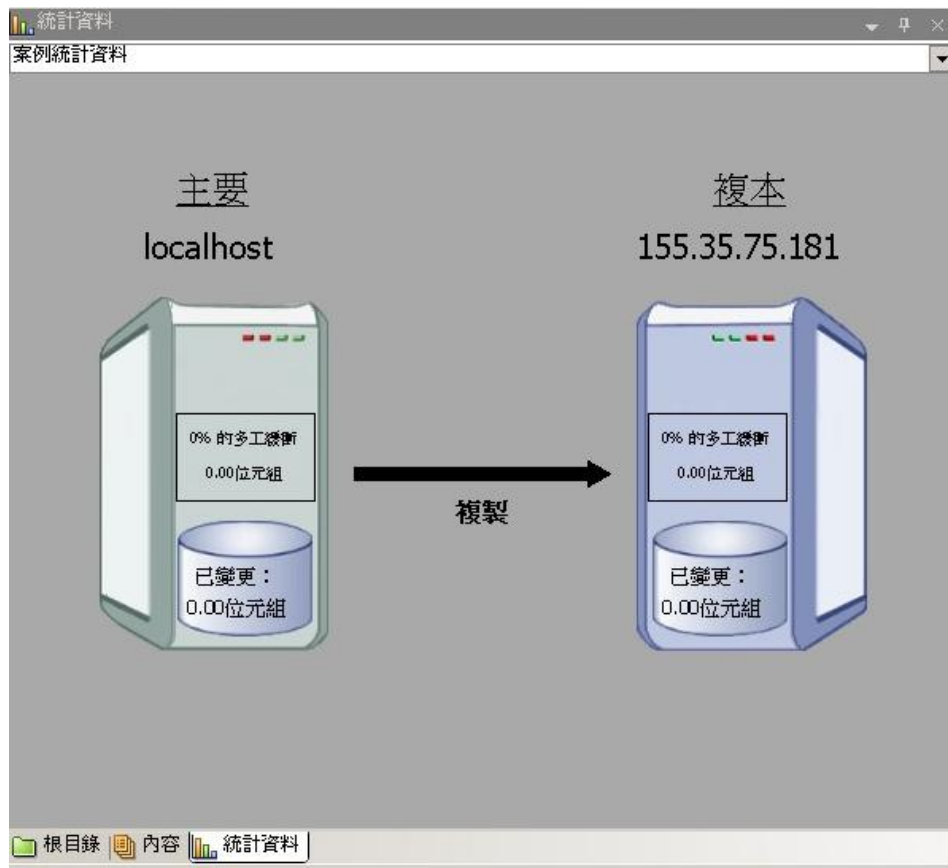 統計資料
案例統計資料
主要
複本
localhost
155.35.75.181
0% 的多工緩衝
0.00位元組
0% 的多工緩衝
0.00位元組
複製
已變更：
0.00位元組
已變更：
0.00位元組
根目錄 內容 統計資料